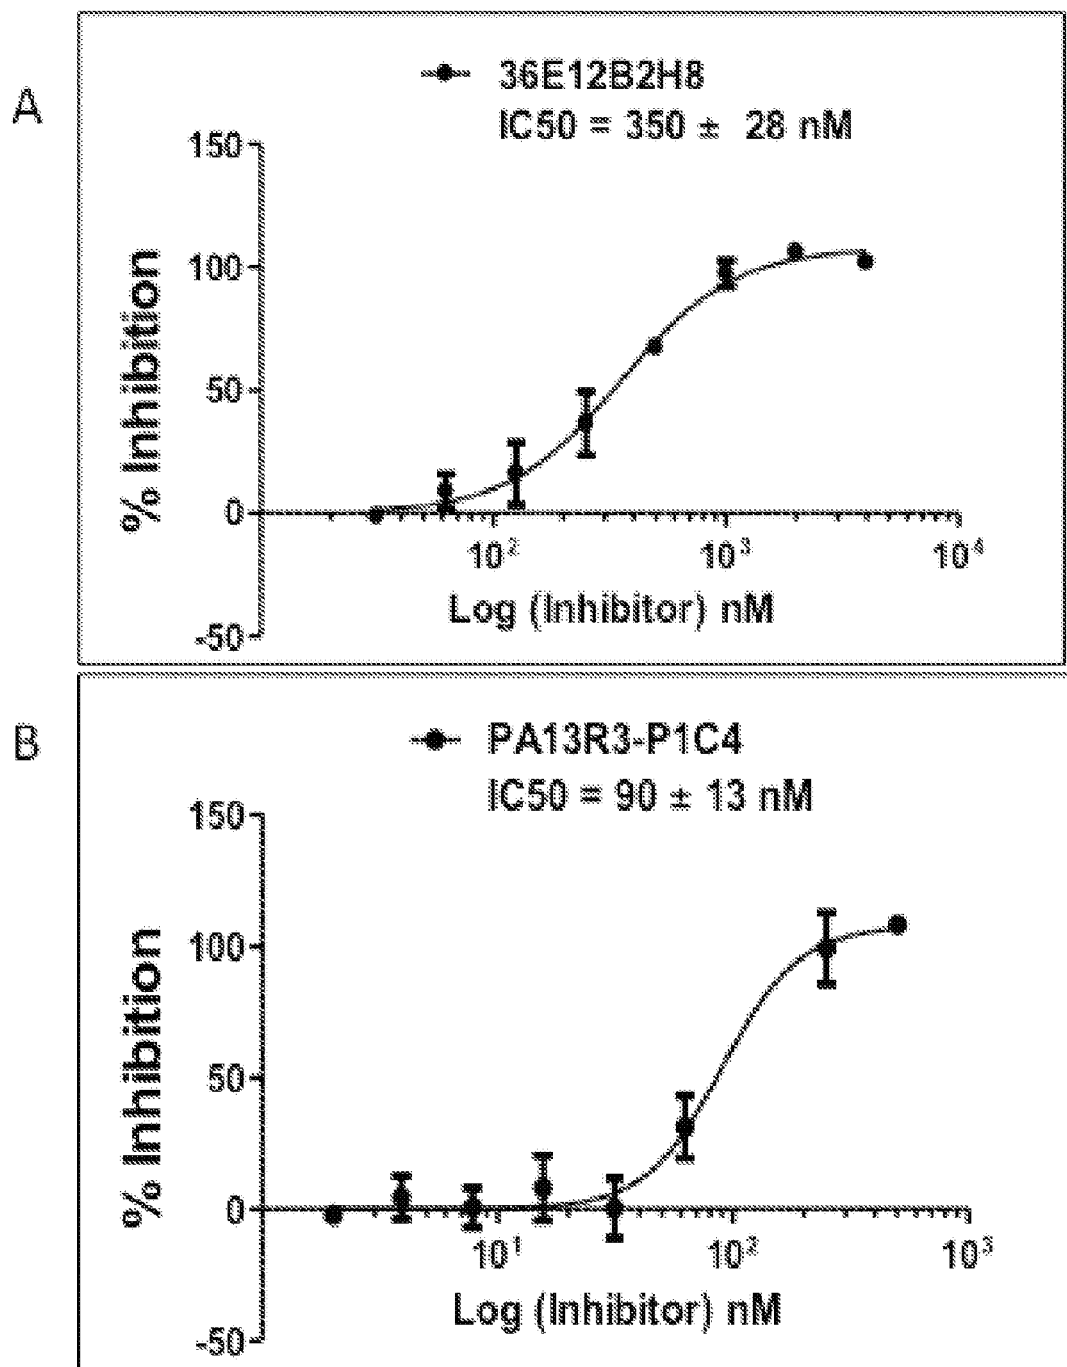 A
36E12B2H8
IC50 = 350 ± 28 nM
150
100
50
0
-50
% Inhibition
10²
10³
10⁴
Log (Inhibitor) nM
B
PA13R3-P1C4
IC50 = 90 ± 13 nM
150
100
50
0
-50
% Inhibition
10¹
10²
10³
Log (Inhibitor) nM